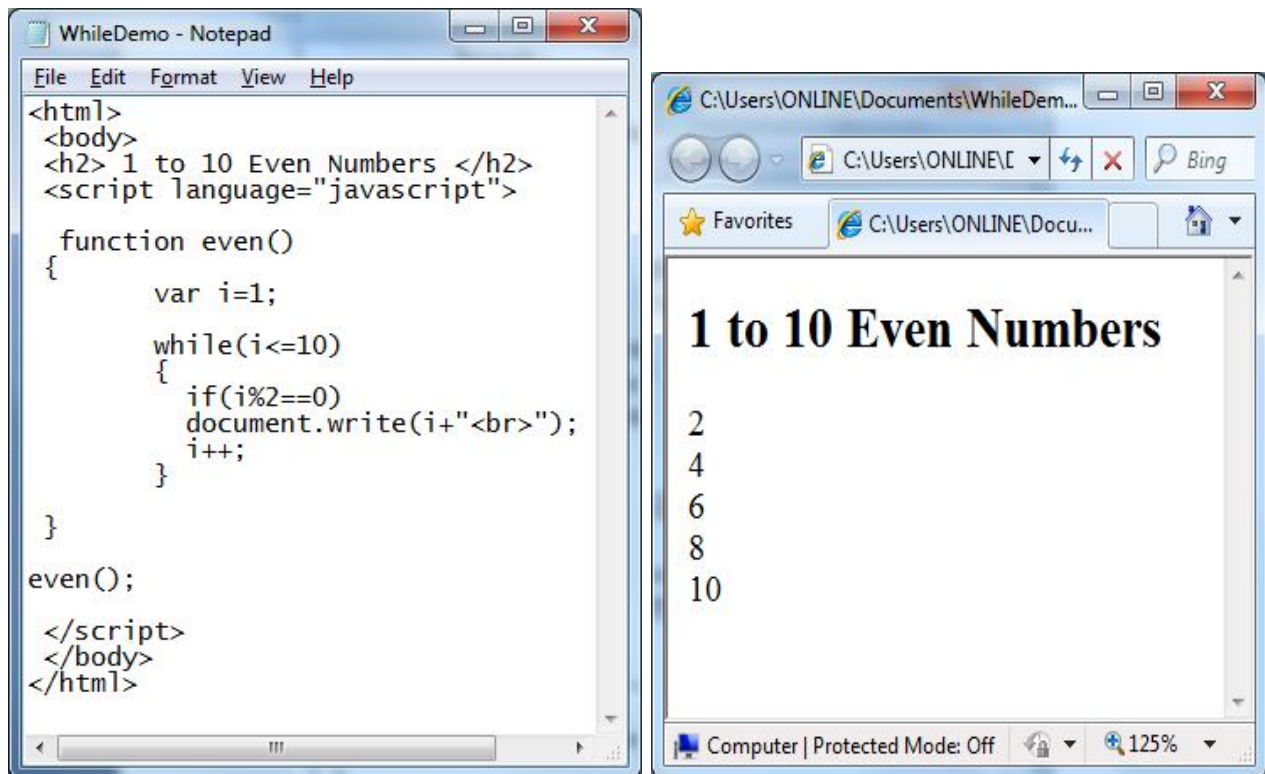 WhileDemo - Notepad
File Edit Format View Help
<html>
<body>
<h2> 1 to 10 Even Numbers </h2>
<script language="javascript">
function even()
{
var i=1;
while(i<=10)
{
if(i%2==0)
document.write(i+"<br>");
i++;
}
}
even();
</script>
</body>
</html>
C:\Users\ONLINE\Documents\WhileDem...
C:\Users\ONLINE\D
Bing
Favorites
C:\Users\ONLINE\Docu...
1 to 10 Even Numbers
2
4
6
8
10
Computer | Protected Mode: Off
125%